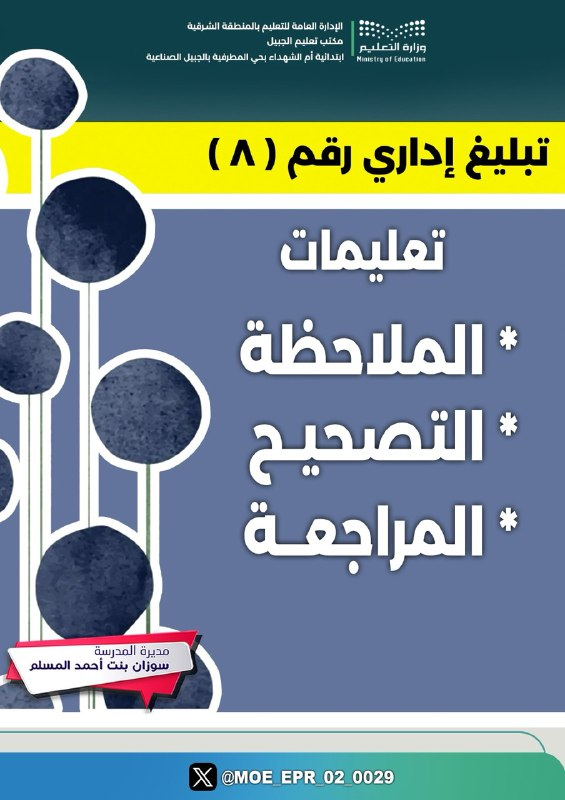 الإدارة العامة للتعليم بالمنطقة الشرقية
مكتب تعليم الجبيل
ابتدائية أم الشهداء بحي المطرفية بالجبيل الصناعية
وزارة التعليم
Ministry of Education
تبليغ إداري رقم ( ٨ )
تعليمات
* الملاحظة
* التصحيح
* المراجعة
مديرة المدرسة
سوزان بنت أحمد المسلم
@MOE_EPR_02_0029